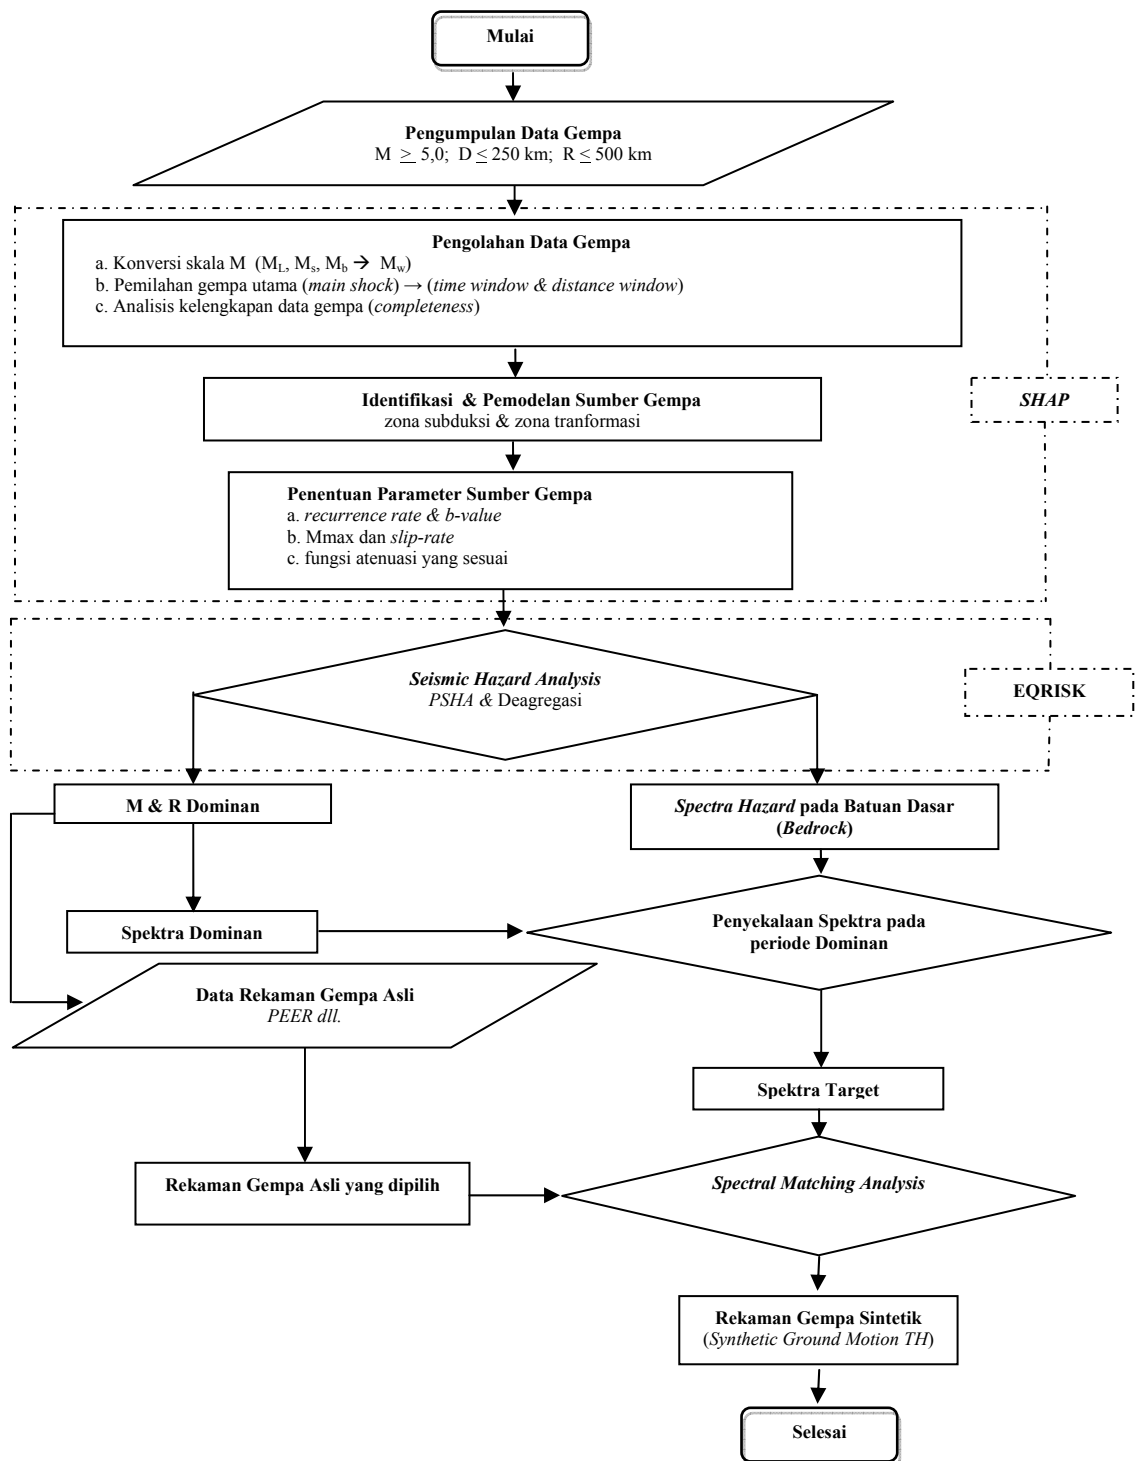 Mulai
Pengumpulan Data Gempa
M ≥ 5,0; D ≤ 250 km; R ≤ 500 km
Pengolahan Data Gempa
a. Konversi skala M (M_L, M_s, M_b → M_w)
b. Pemilahan gempa utama (main shock) → (time window & distance window)
c. Analisis kelengkapan data gempa (completeness)
Identifikasi & Pemodelan Sumber Gempa
zona subduksi & zona tranformasi
SHAP
Penentuan Parameter Sumber Gempa
a. recurrence rate & b-value
b. Mmax dan slip-rate
c. fungsi atenuasi yang sesuai
Seismic Hazard Analysis
PSHA & Deagregasi
EQRISK
M & R Dominan
Spectra Hazard pada Batuan Dasar
(Bedrock)
Spektra Dominan
Penyekalaan Spektra pada
periode Dominan
Data Rekaman Gempa Asli
PEER dll.
Spektra Target
Rekaman Gempa Asli yang dipilih
Spectral Matching Analysis
Rekaman Gempa Sintetik
(Synthetic Ground Motion TH)
Selesai